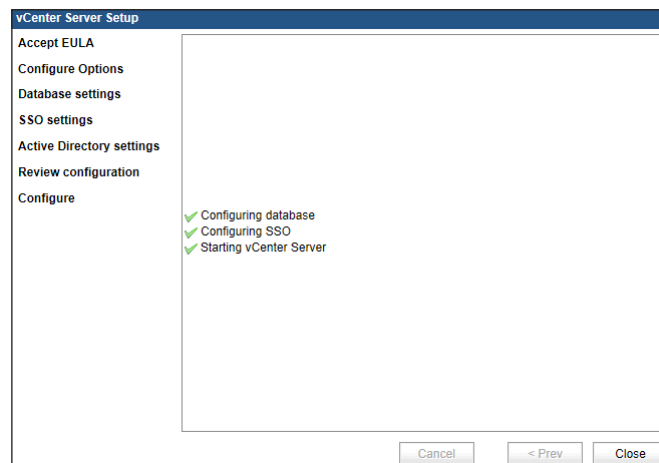 vCenter Server Setup
Accept EULA
Configure Options
Database settings
SSO settings
Active Directory settings
Review configuration
Configure
Configuring database
Configuring SSO
Starting vCenter Server
Cancel
< Prev
Close